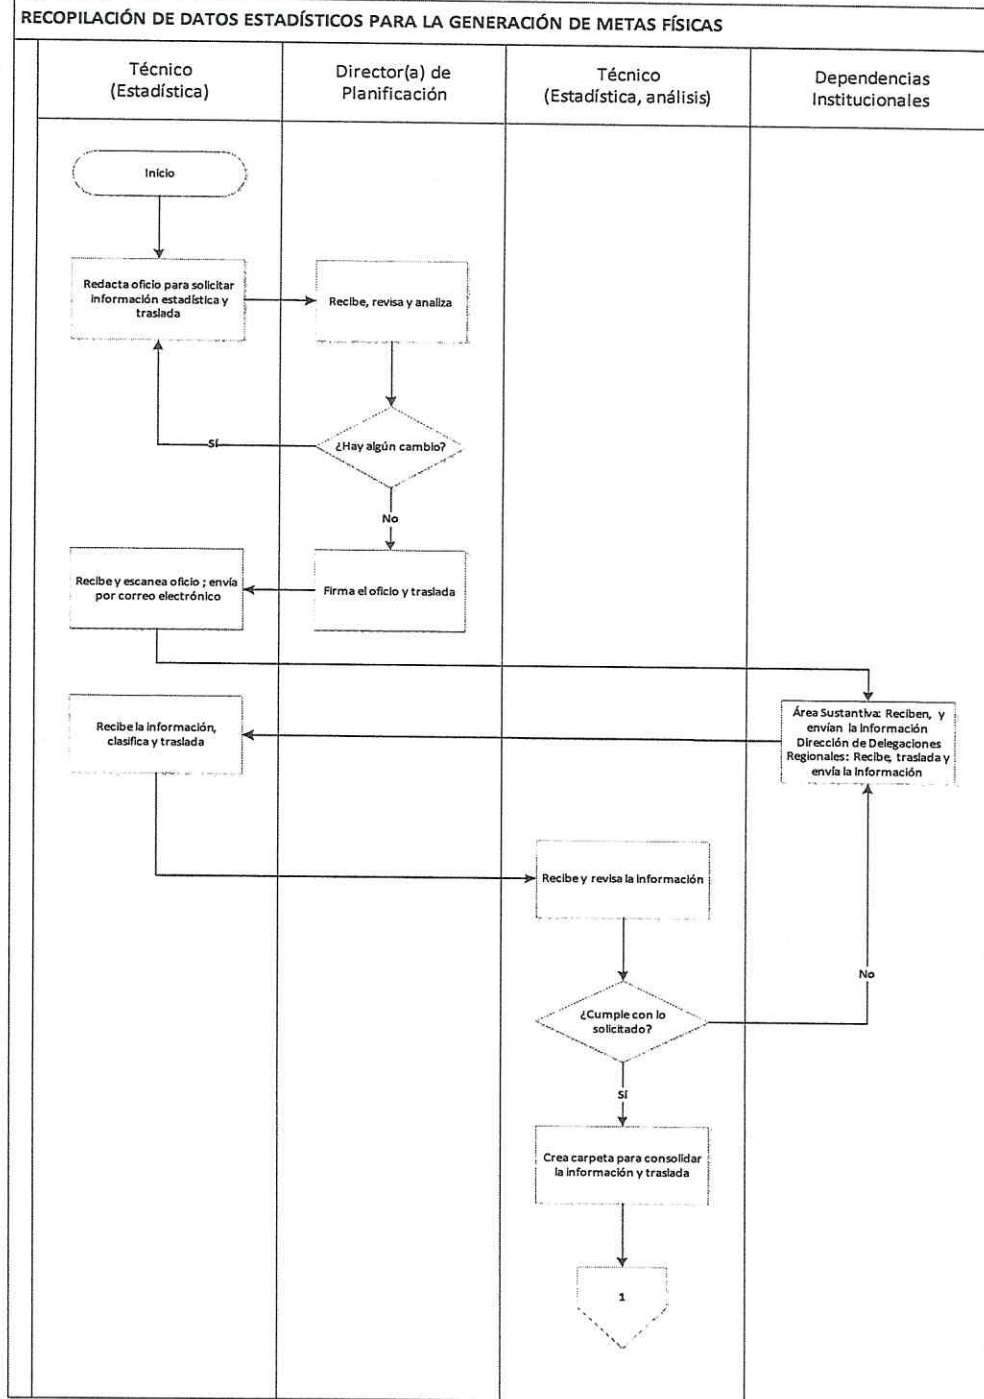 RECOPILACIÓN DE DATOS ESTADÍSTICOS PARA LA GENERACIÓN DE METAS FÍSICAS
Técnico
(Estadística)
Director(a) de
Planificación
Técnico
(Estadística, análisis)
Dependencias
Institucionales
Inicio
Redacta oficio para solicitar
información estadística y
traslada
Recibe, revisa y analiza
¿Hay algún cambio?
Sí
No
Recibe y escanea oficio ; envía
por correo electrónico
Firma el oficio y traslada
Recibe la información,
clasifica y traslada
Área Sustantiva: Reciben, y
envían la información
Dirección de Delegaciones
Regionales: Recibe, traslada y
envía la información
Recibe y revisa la información
¿Cumple con lo
solicitado?
No
Sí
Crea carpeta para consolidar
la información y traslada
1